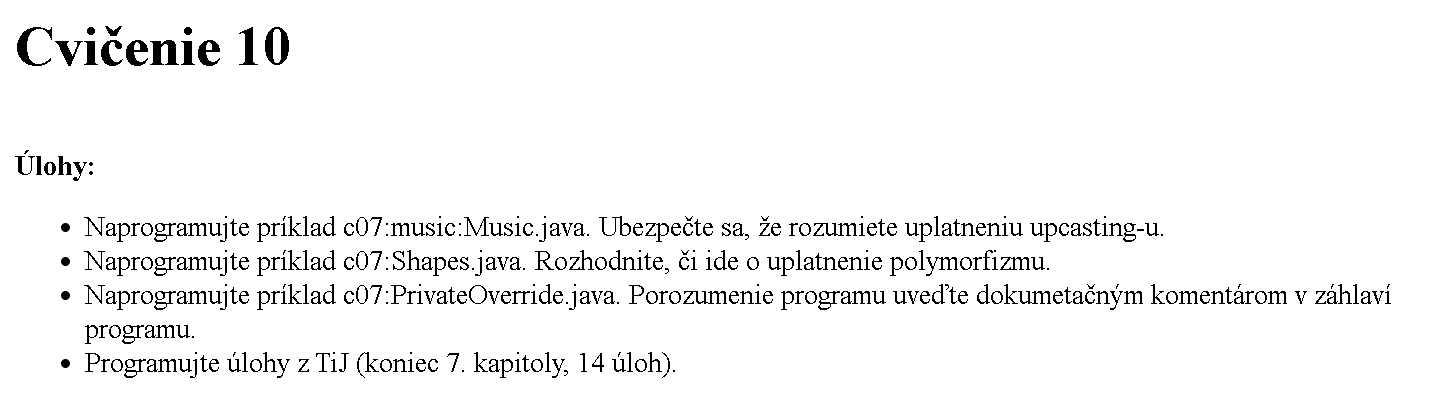 Cvičenie 10
Úlohy:
Naprogramujte príklad c07:music:Music.java. Ubezpečte sa, že rozumiete uplatneniu upcasting-u.
Naprogramujte príklad c07:Shapes.java. Rozhodnite, či ide o uplatnenie polymorfizmu.
Naprogramujte príklad c07:PrivateOverride.java. Porozumenie programu uveďte dokumetačným komentárom v záhlaví
programu.
Programujte úlohy z TiJ (koniec 7. kapitoly, 14 úloh).